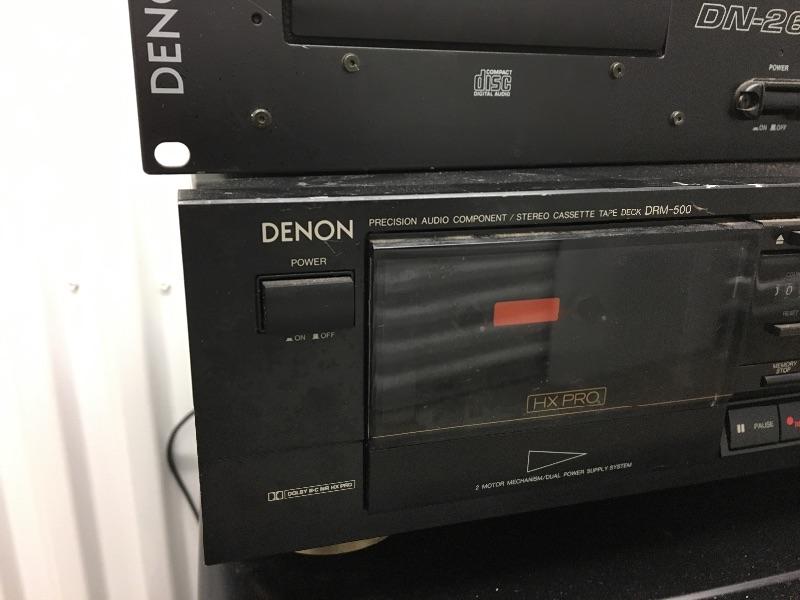 DENO
DN-26
COMPACT
disc
DIGITAL AUDIO
POWER
ON OFF
DENON
PRECISION AUDIO COMPONENT / STEREO CASSETTE TAPE DECK DRM-500
POWER
ON OFF
RESET
MEMORY
STOP
HX PRO
PAUSE
2 MOTOR MECHANISM/DUAL POWER SUPPLY SYSTEM
DOLBY B-C NR HX PRO